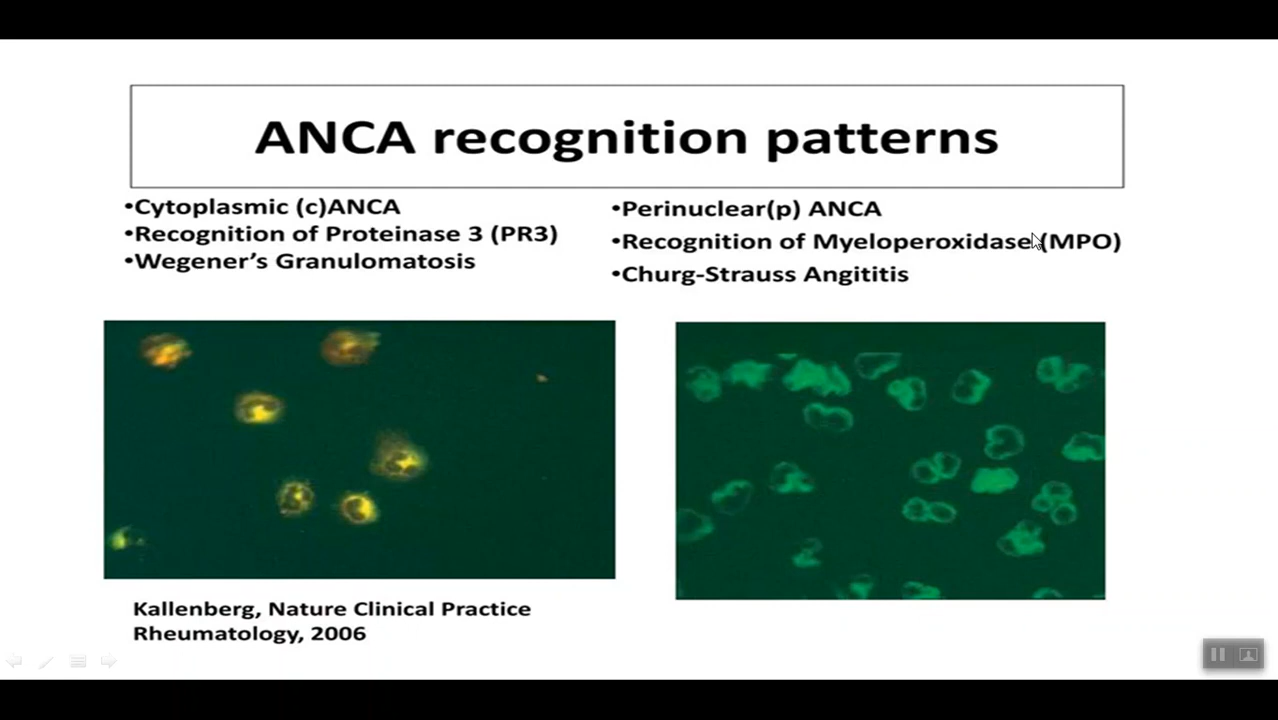 ANCA recognition patterns
•Cytoplasmic (c)ANCA
•Recognition of Proteinase 3 (PR3)
•Wegener’s Granulomatosis
•Perinuclear(p) ANCA
•Recognition of Myeloperoxidase (MPO)
•Churg-Strauss Angititis
Kallenberg, Nature Clinical Practice
Rheumatology, 2006